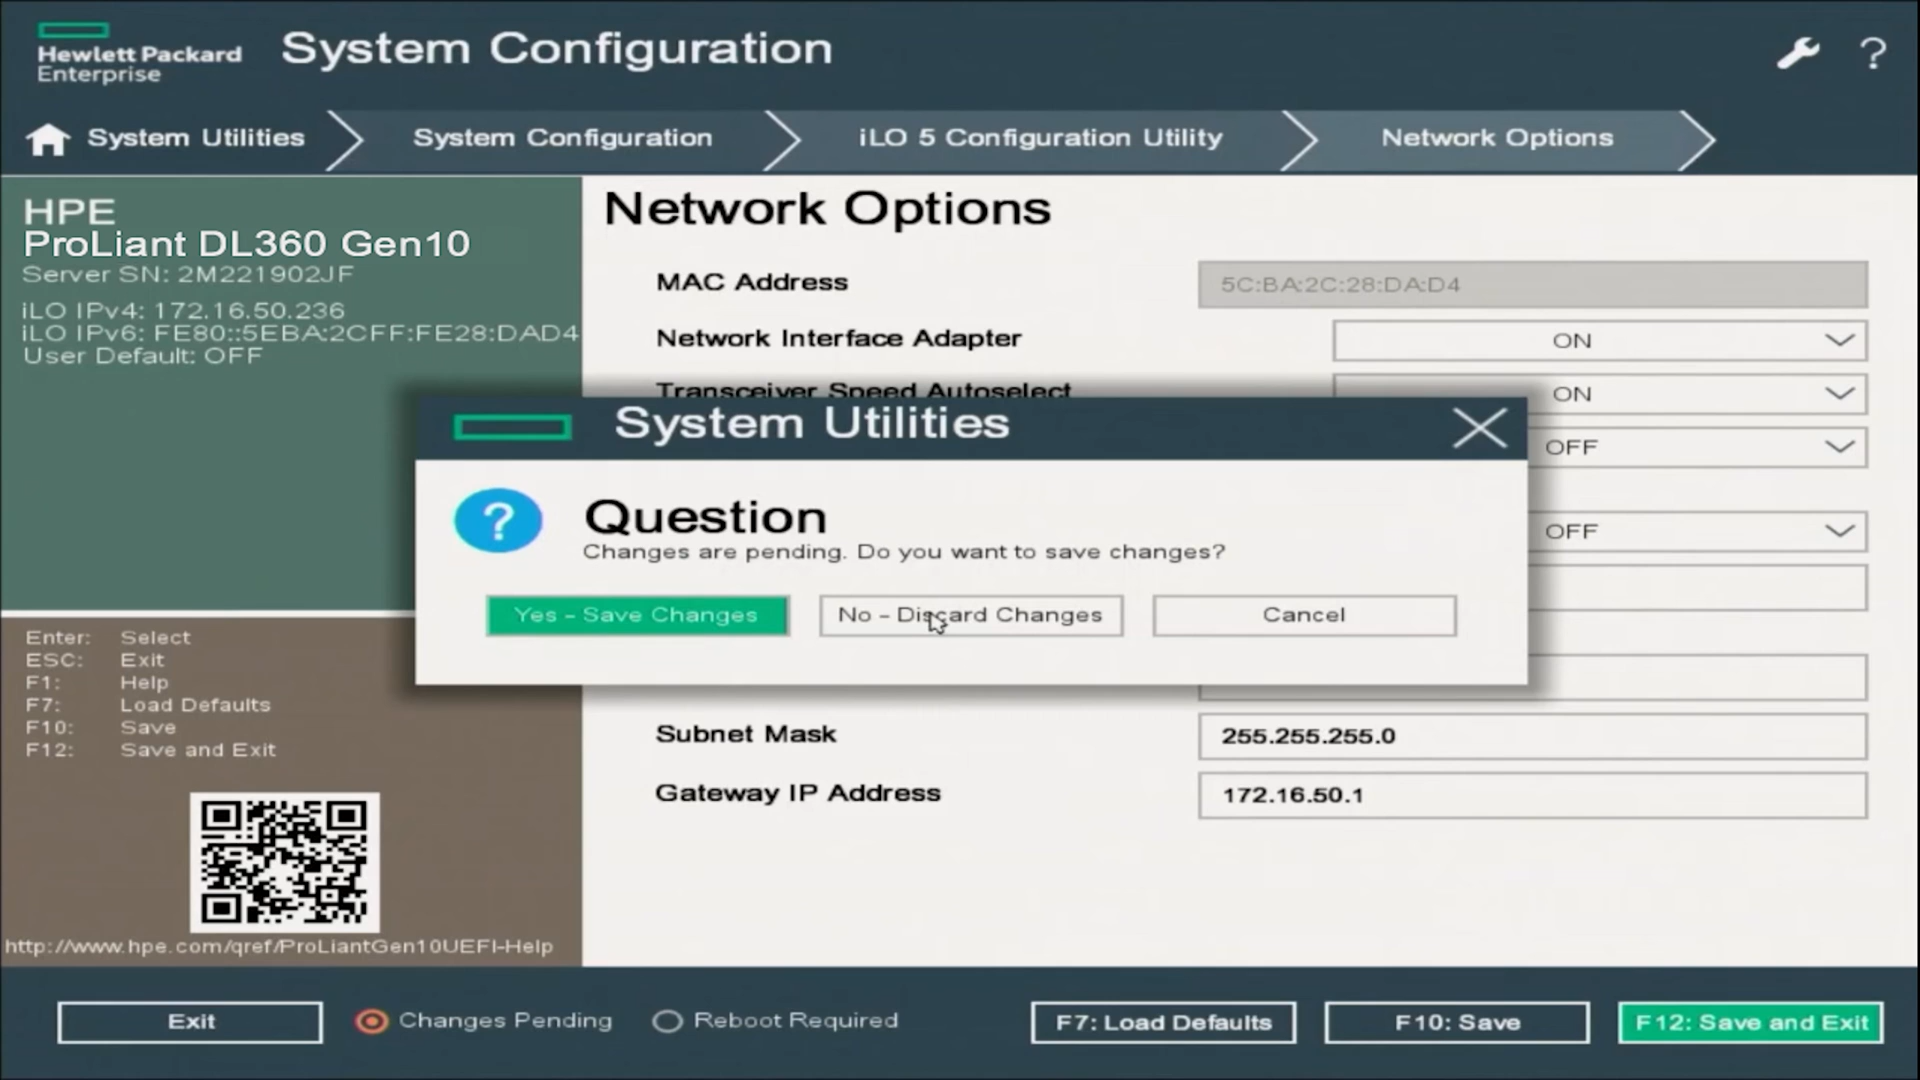 Hewlett Packard
Enterprise
System Configuration
?
System Utilities
System Configuration
iLO 5 Configuration Utility
Network Options
HPE
ProLiant DL360 Gen10
Server SN: 2M221902JF
iLO IPv4: 172.16.50.236
iLO IPv6: FE80::5EBA:2CFF:FE28:DAD4
User Default: OFF
Enter: Select
ESC: Exit
F1: Help
F7: Load Defaults
F10: Save
F12: Save and Exit
http://www.hpe.com/qref/ProLiantGen10UEFI-Help
Network Options
MAC Address 5C:BA:2C:28:DA:D4
Network Interface Adapter ON
Transceiver Speed Autoselect ON
OFF
OFF
System Utilities
?
Question
Changes are pending. Do you want to save changes?
Yes - Save Changes
No - Discard Changes
Cancel
Subnet Mask 255.255.255.0
Gateway IP Address 172.16.50.1
Exit
Changes Pending
Reboot Required
F7: Load Defaults
F10: Save
F12: Save and Exit